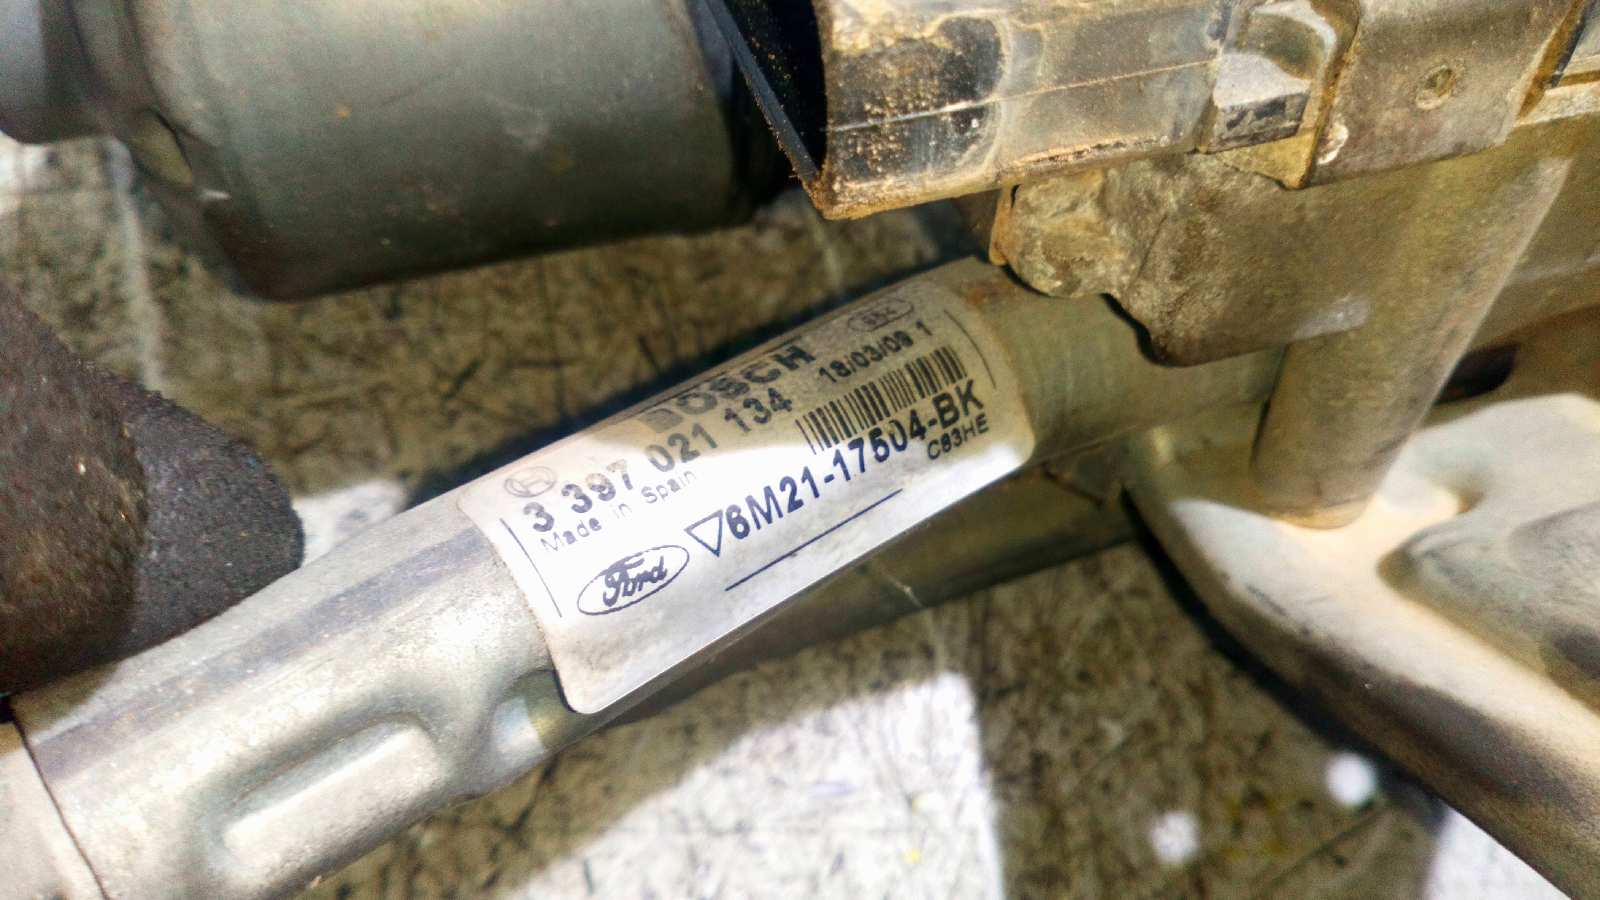 BOSCH
3 397 021 134
18/03/09 1
Made in Spain
Ford
6M21-17504-BK
C83HE